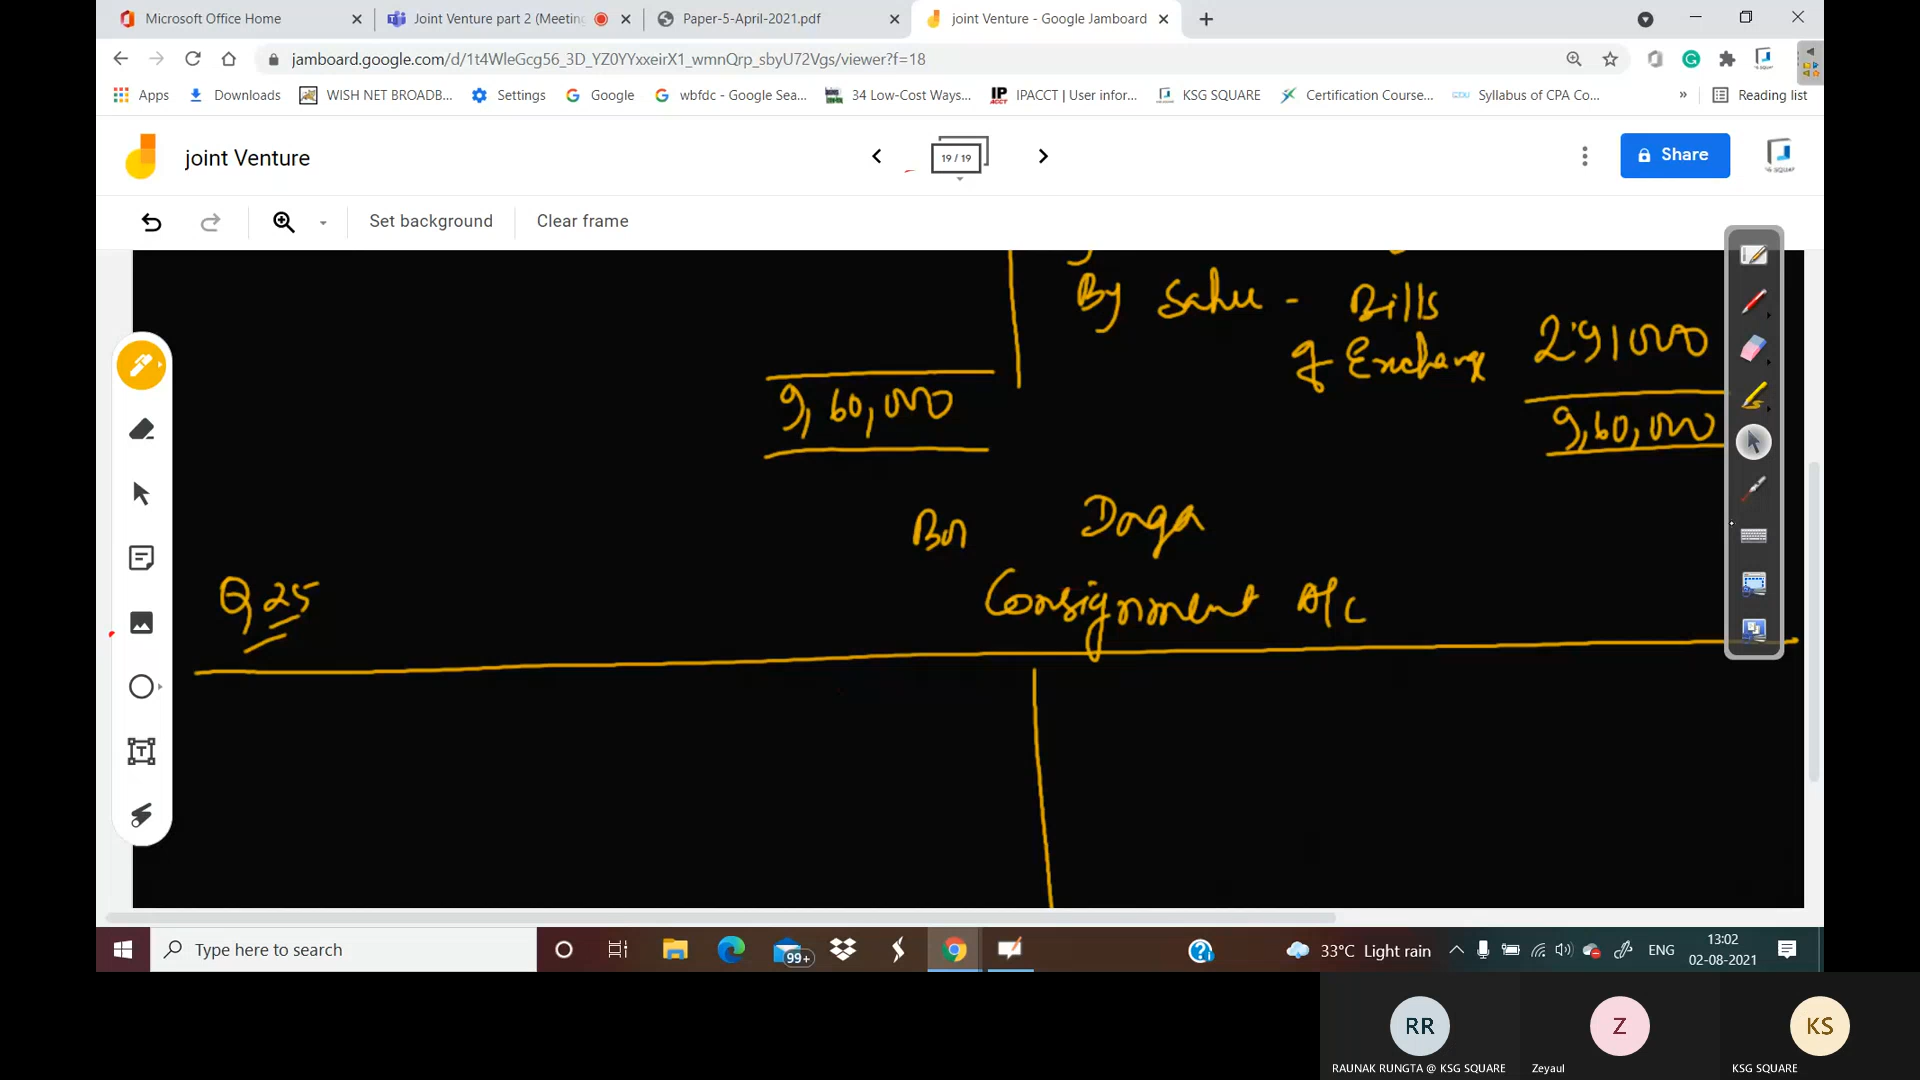 Microsoft Office Home
Joint Venture part 2 (Meetin
Paper-5-April-2021.pdf
joint Venture - Google Jamboard
jamboard.google.com/d/1t4WleGcg56_3D_YZ0YYxxeirX1_wmnQrp_sbyU72Vgs/viewer?f=18
Apps
Downloads
WISH NET BROADB...
Settings
Google
wbfdc - Google Sea...
34 Low-Cost Ways...
IPACCT | User infor...
KSG SQUARE
Certification Course...
Syllabus of CPA Co...
»
Reading list
joint Venture
19 / 19
Share
Set background
Clear frame
By Sahu - Bills
of Exchange 291000
9,60,000 9,60,000
Daga
Q 25 Consignment A/c
Type here to search
99+
33°C Light rain
ENG
13:02
02-08-2021
RR
Z
KS
RAUNAK RUNGTA @ KSG SQUARE
Zeyaul
KSG SQUARE